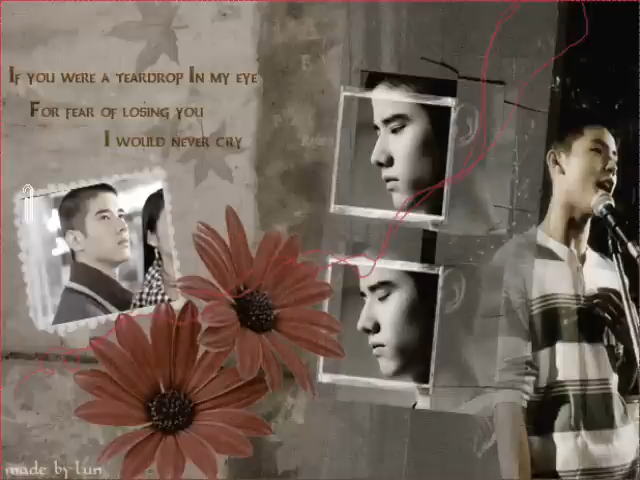 If you were a teardrop In my eye
For fear of losing you
I would never cry
made by Lun